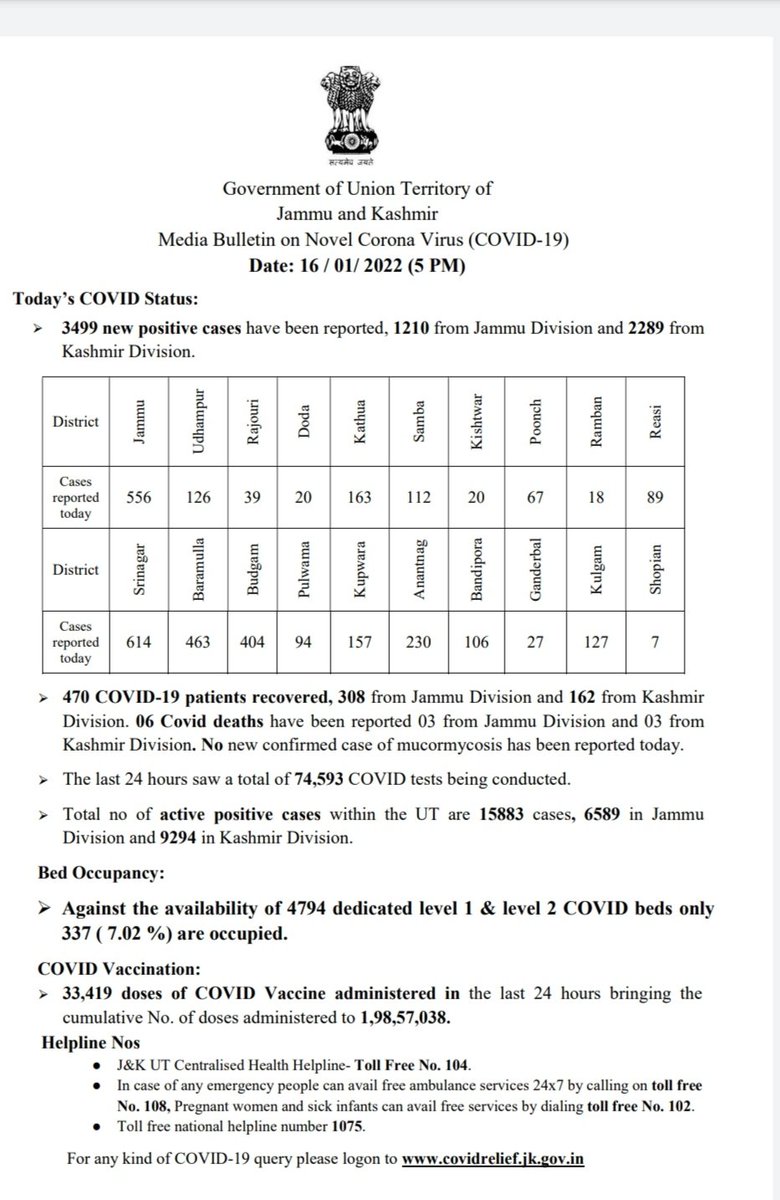 सत्यमेव जयते
Government of Union Territory of
Jammu and Kashmir
Media Bulletin on Novel Corona Virus (COVID-19)
Date: 16 / 01/ 2022 (5 PM)
Today’s COVID Status:
➢ 3499 new positive cases have been reported, 1210 from Jammu Division and 2289 from
Kashmir Division.
District Jammu Udhampur Rajouri Doda Kathua Samba Kishtwar Poonch Ramban Reasi
Cases
reported
today
556 126 39 20 163 112 20 67 18 89
District Srinagar Baramulla Budgam Pulwama Kupwara Anantnag Bandipora Ganderbal Kulgam Shopian
Cases
reported
today
614 463 404 94 157 230 106 27 127 7
➢ 470 COVID-19 patients recovered, 308 from Jammu Division and 162 from Kashmir
Division. 06 Covid deaths have been reported 03 from Jammu Division and 03 from
Kashmir Division. No new confirmed case of mucormycosis has been reported today.
➢ The last 24 hours saw a total of 74,593 COVID tests being conducted.
➢ Total no of active positive cases within the UT are 15883 cases, 6589 in Jammu
Division and 9294 in Kashmir Division.
Bed Occupancy:
➢ Against the availability of 4794 dedicated level 1 & level 2 COVID beds only
337 ( 7.02 %) are occupied.
COVID Vaccination:
➢ 33,419 doses of COVID Vaccine administered in the last 24 hours bringing the
cumulative No. of doses administered to 1,98,57,038.
Helpline Nos
● J&K UT Centralised Health Helpline- Toll Free No. 104.
● In case of any emergency people can avail free ambulance services 24x7 by calling on toll free
No. 108, Pregnant women and sick infants can avail free services by dialing toll free No. 102.
● Toll free national helpline number 1075.
For any kind of COVID-19 query please logon to www.covidrelief.jk.gov.in